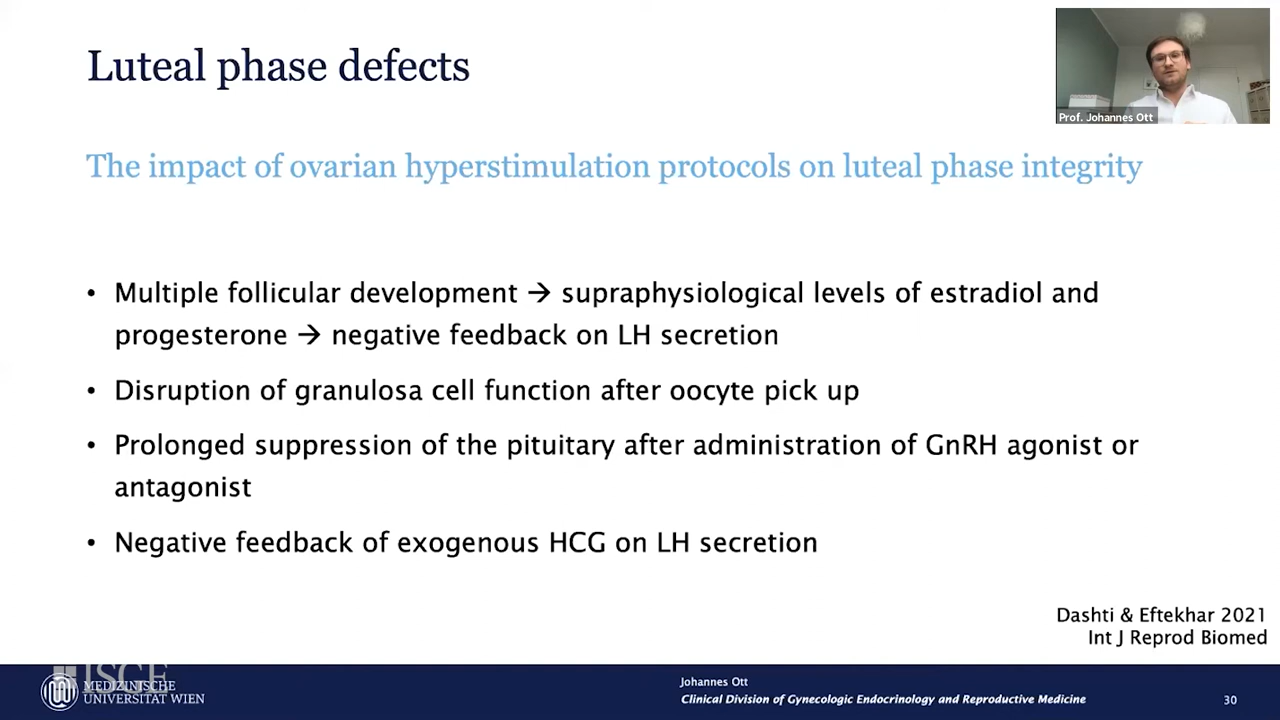 Luteal phase defects
Prof. Johannes Ott
The impact of ovarian hyperstimulation protocols on luteal phase integrity
• Multiple follicular development → supraphysiological levels of estradiol and
progesterone → negative feedback on LH secretion
• Disruption of granulosa cell function after oocyte pick up
• Prolonged suppression of the pituitary after administration of GnRH agonist or
antagonist
• Negative feedback of exogenous HCG on LH secretion
Dashti & Eftekhar 2021
Int J Reprod Biomed
ISGE
MEDIZINISCHE
UNIVERSITÄT WIEN
Johannes Ott
Clinical Division of Gynecologic Endocrinology and Reproductive Medicine
30